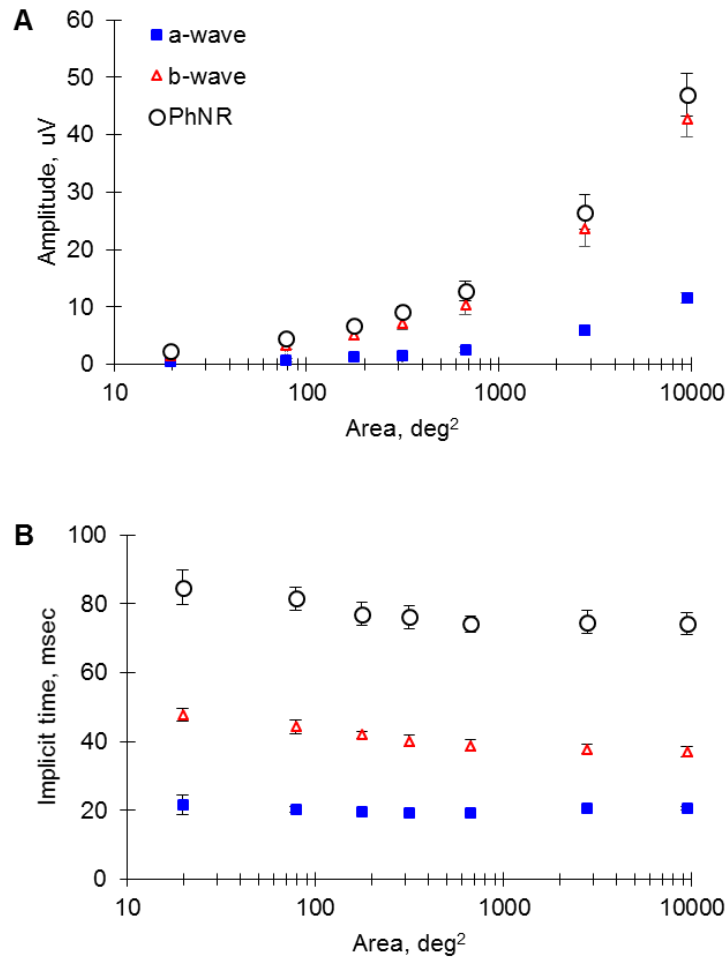 A
60
a-wave
50
b-wave
PhNR
40
30
20
10
0
10 100 1000 10000
Amplitude, uV
Area, deg²
B
100
80
60
40
20
0
10 100 1000 10000
Implicit time, msec
Area, deg²